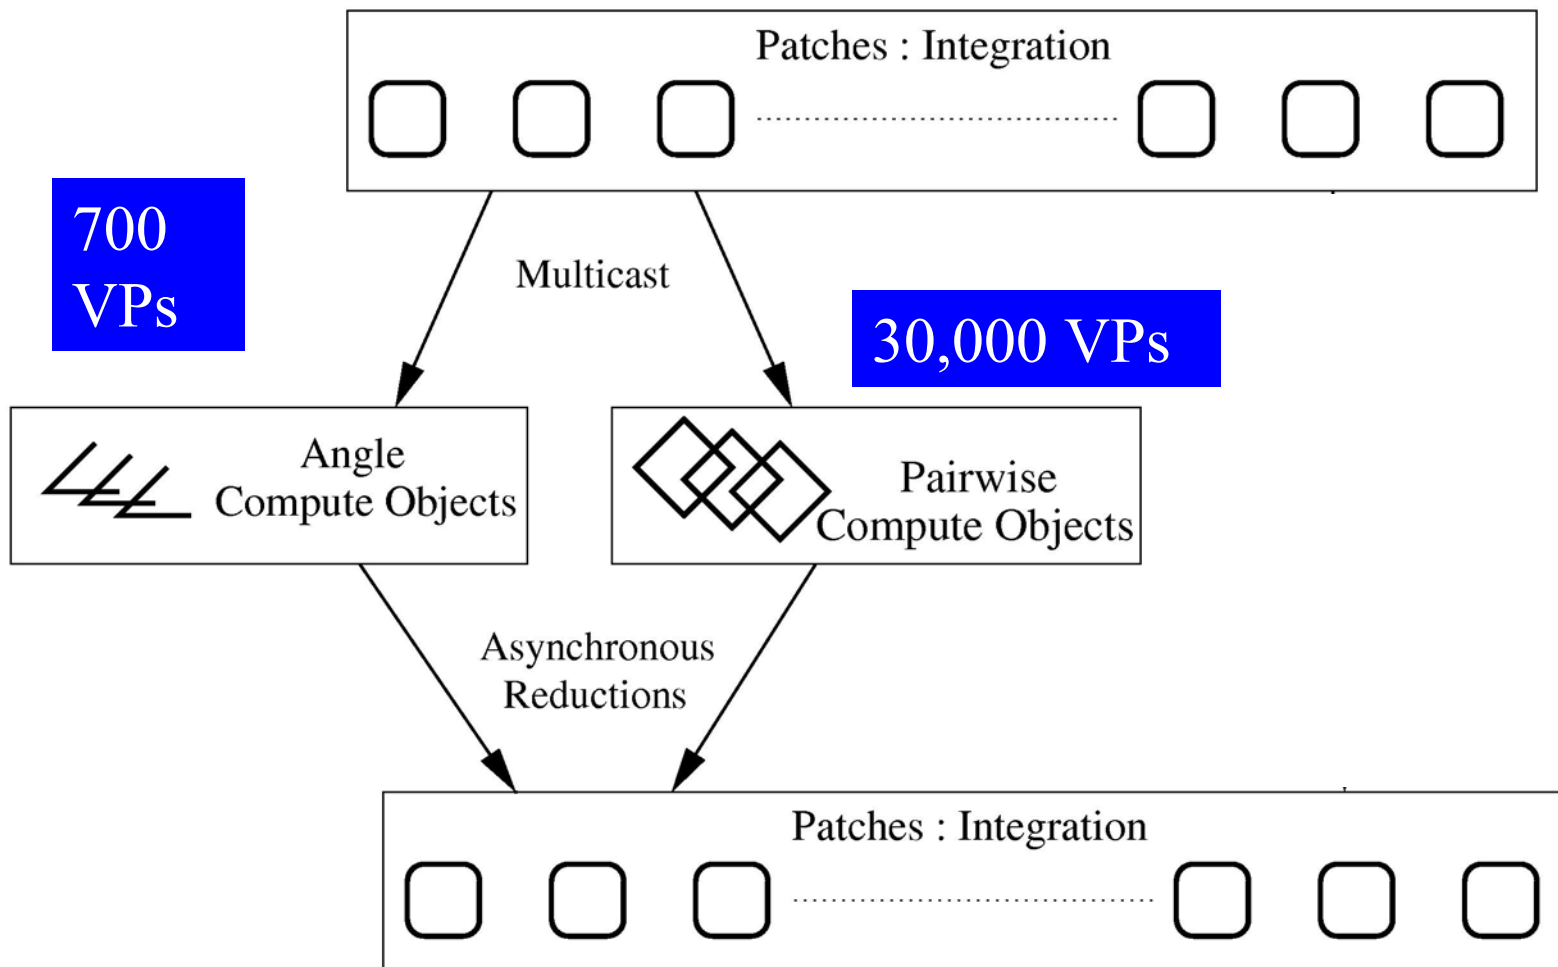 Patches : Integration
700
VPs
Multicast
30,000 VPs
Angle
Compute Objects
Pairwise
Compute Objects
Asynchronous
Reductions
Patches : Integration